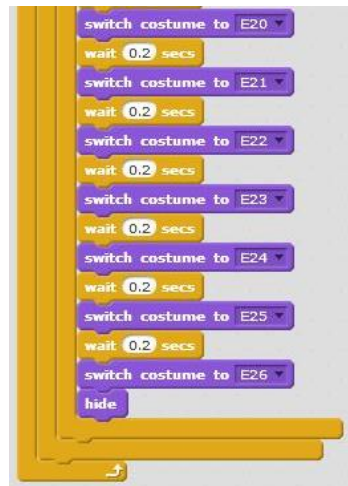 switch costume to E20
wait 0.2 secs
switch costume to E21
wait 0.2 secs
switch costume to E22
wait 0.2 secs
switch costume to E23
wait 0.2 secs
switch costume to E24
wait 0.2 secs
switch costume to E25
wait 0.2 secs
switch costume to E26
hide